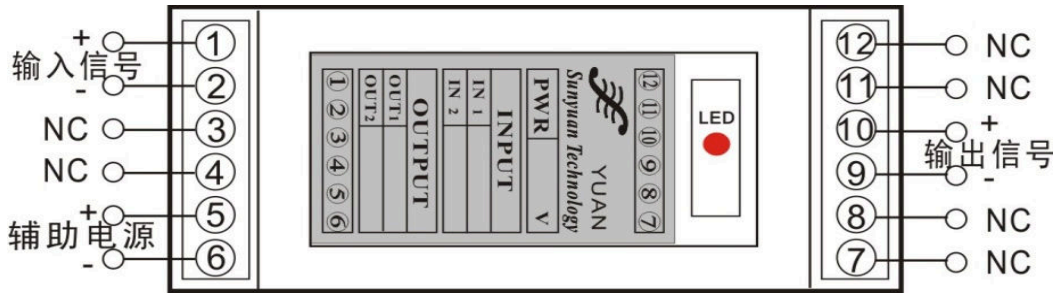 + ① ⑫ NC
输入信号
- ② ⑪ NC
NC ③ ⑩ +
输出信号
NC ④ ⑨ -
+ ⑤ ⑧ NC
辅助电源
- ⑥ ⑦ NC
LED
YUAN
Sunyuan Technology
⑫ ⑪ ⑩ ⑨ ⑧ ⑦
PWR V
INPUT
IN 1
IN 2
OUTPUT
OUT1
OUT2
① ② ③ ④ ⑤ ⑥